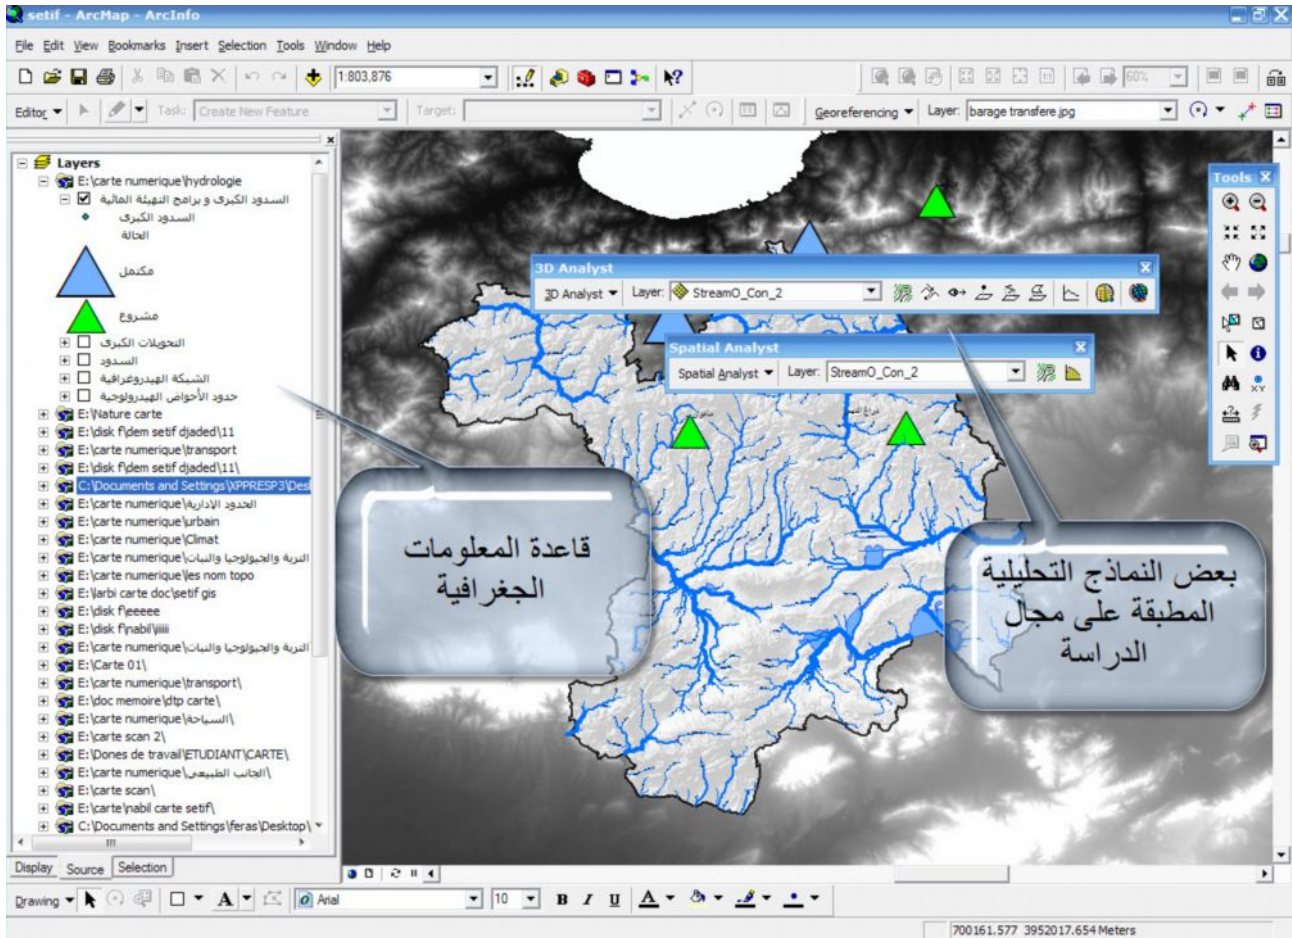 setif - ArcMap - ArcInfo
File Edit View Bookmarks Insert Selection Tools Window Help
1:803,876
60%
Editor Task: Create New Feature Target:
Georeferencing Layer: barage transfere.jpg
Layers
E:\carte numerique\hydrologie
السدود الكبرى و برامج التهيئة المائية
السدود الكبرى
الحالة
مكتمل
مشروع
التحويلات الكبرى
السدود
الشبكة الهيدروغرافية
حدود الأحواض الهيدرولوجية
E:\Nature carte
E:\disk f\dem setif djaded\11
E:\carte numerique\transport
E:\disk f\dem setif djaded\11\
C:\Documents and Settings\XPPRESP3\Des
E:\carte numerique\الحدود الإدارية
E:\carte numerique\urbain
E:\carte numerique\Climat
E:\carte numerique\التربة والجيولوجيا والنبات
E:\carte numerique\les nom topo
E:\larbi carte doc\setif gis
E:\disk f\eeeee
E:\disk f\nabil\jiiii
E:\carte numerique\التربة والجيولوجيا والنبات
E:\Carte 01\
E:\carte numerique\transport\
E:\doc memoire\dtp carte\
E:\carte numerique\السياحة\
E:\carte scan 2\
E:\Dones de travail\ETUDIANT\CARTE\
E:\carte numerique\الجانب الطبيعي\
E:\carte scan\
E:\carte\nabil carte setif\
C:\Documents and Settings\feras\Desktop\
Display Source Selection
3D Analyst
3D Analyst Layer: StreamO_Con_2
Spatial Analyst
Spatial Analyst Layer: StreamO_Con_2
Tools
قاعدة المعلومات
الجغرافية
بعض النماذج التحليلية
المطبقة على مجال
الدراسة
Drawing A Arial 10 B I U A
700161.577 3952017.654 Meters